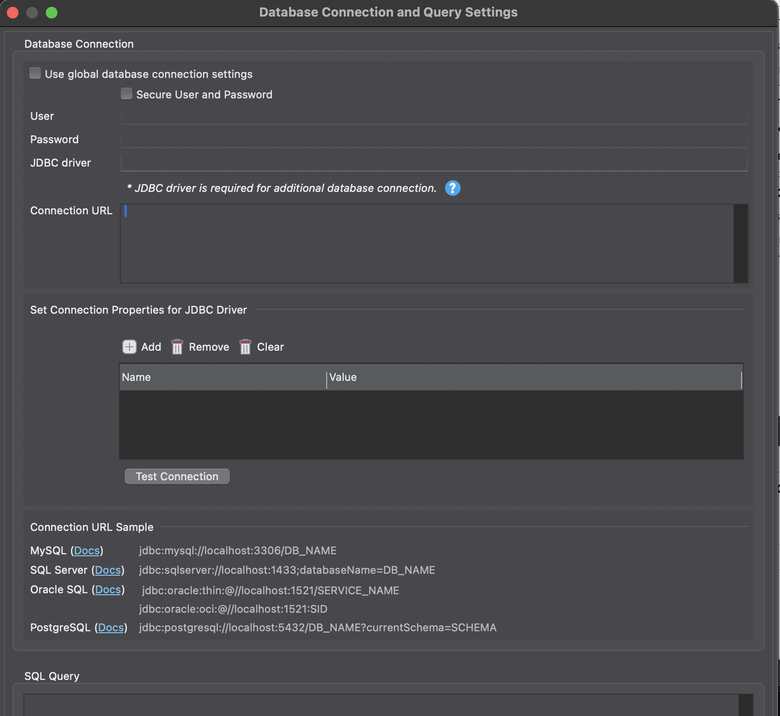 Database Connection and Query Settings
Database Connection
Use global database connection settings
Secure User and Password
User
Password
JDBC driver
* JDBC driver is required for additional database connection. ?
Connection URL
Set Connection Properties for JDBC Driver
Add Remove Clear
Name Value
Test Connection
Connection URL Sample
MySQL (Docs) jdbc:mysql://localhost:3306/DB_NAME
SQL Server (Docs) jdbc:sqlserver://localhost:1433;databaseName=DB_NAME
Oracle SQL (Docs) jdbc:oracle:thin:@//localhost:1521/SERVICE_NAME
jdbc:oracle:oci:@//localhost:1521:SID
PostgreSQL (Docs) jdbc:postgresql://localhost:5432/DB_NAME?currentSchema=SCHEMA
SQL Query